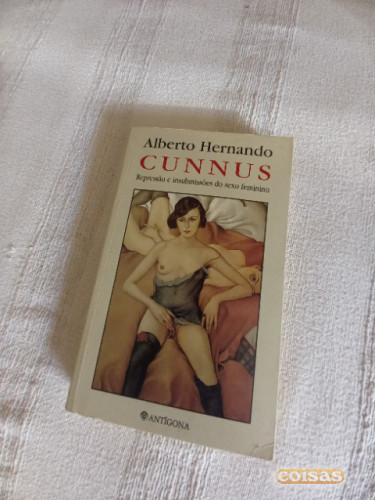 Alberto Hernando
CUNNUS
Repressão e insubmissões do sexo feminino
ANTÍGONA
coisas